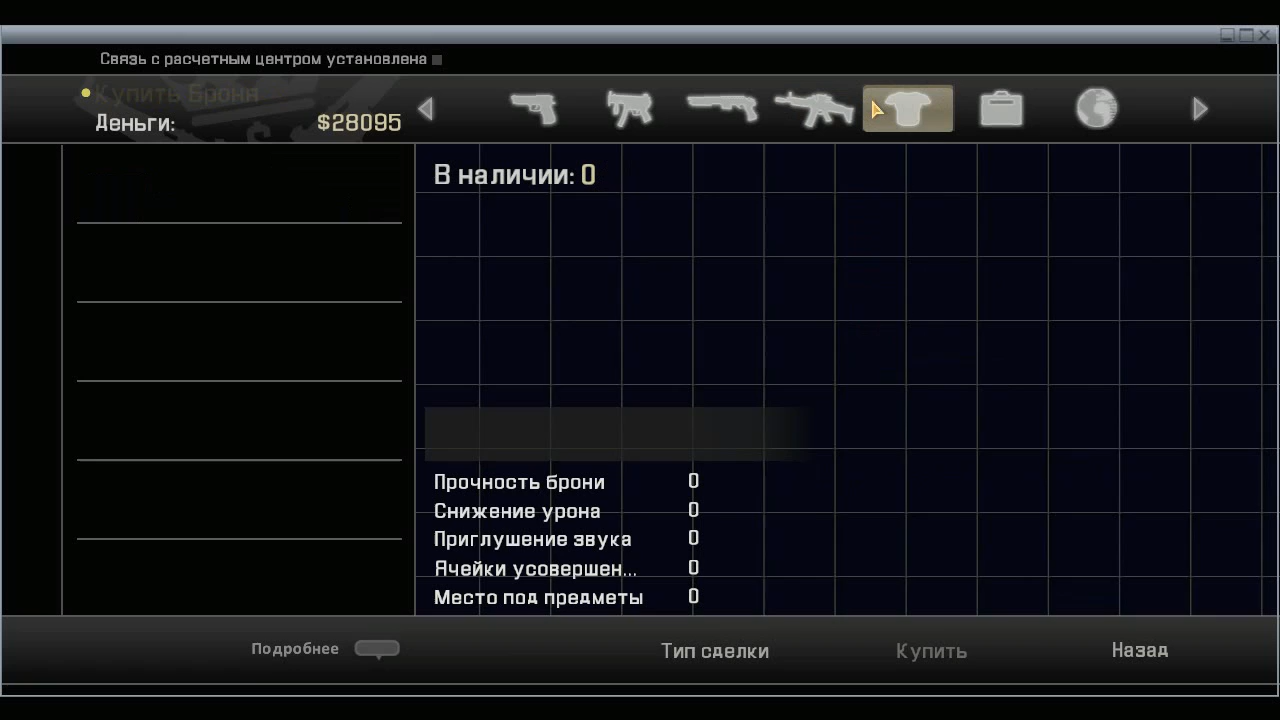 Связь с расчетным центром установлена
Купить Броня
Деньги: $28095
В наличии: 0
Прочность брони 0
Снижение урона 0
Приглушение звука 0
Ячейки усовершен... 0
Место под предметы 0
Подробнее
Тип сделки
Купить
Назад